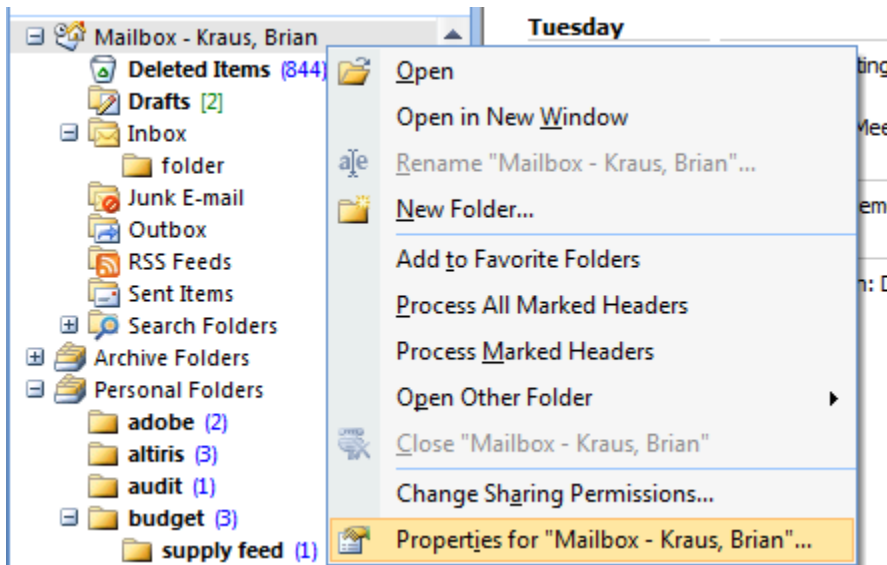 Mailbox - Kraus, Brian
Deleted Items (844)
Drafts [2]
Inbox
folder
Junk E-mail
Outbox
RSS Feeds
Sent Items
Search Folders
Archive Folders
Personal Folders
adobe (2)
altiris (3)
audit (1)
budget (3)
supply feed (1)
Open
Open in New Window
Rename "Mailbox - Kraus, Brian"...
New Folder...
Add to Favorite Folders
Process All Marked Headers
Process Marked Headers
Open Other Folder
Close "Mailbox - Kraus, Brian"
Change Sharing Permissions...
Properties for "Mailbox - Kraus, Brian"...
Tuesday